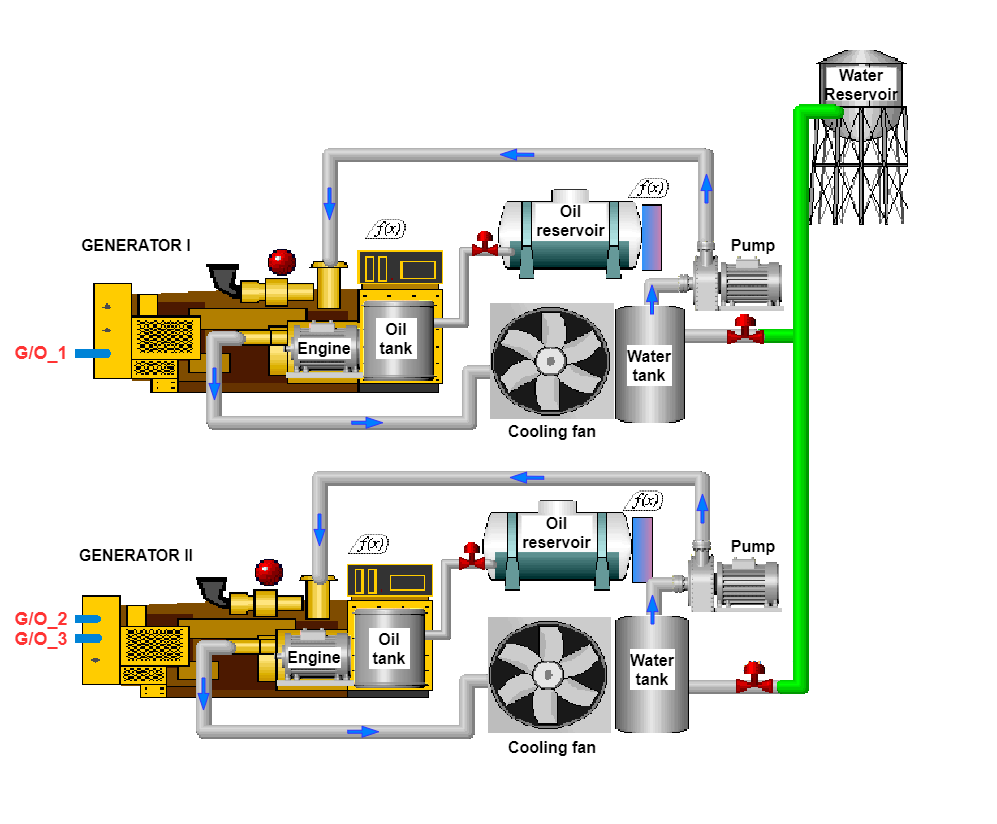 Water
Reservoir
f(x)
Oil
reservoir
f(x)
GENERATOR I
Pump
G/O_1
Engine
Oil
tank
Water
tank
Cooling fan
f(x)
Oil
reservoir
f(x)
GENERATOR II
Pump
G/O_2
G/O_3
Engine
Oil
tank
Water
tank
Cooling fan